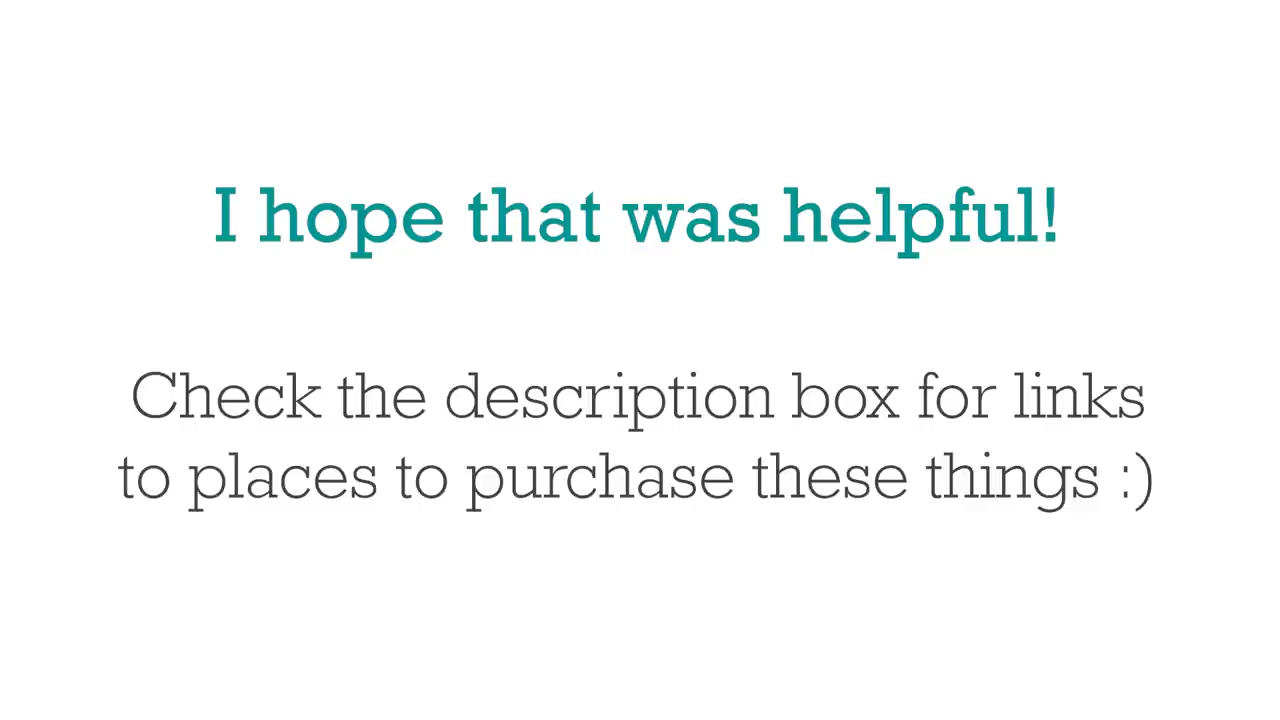 I hope that was helpful!
Check the description box for links
to places to purchase these things :)